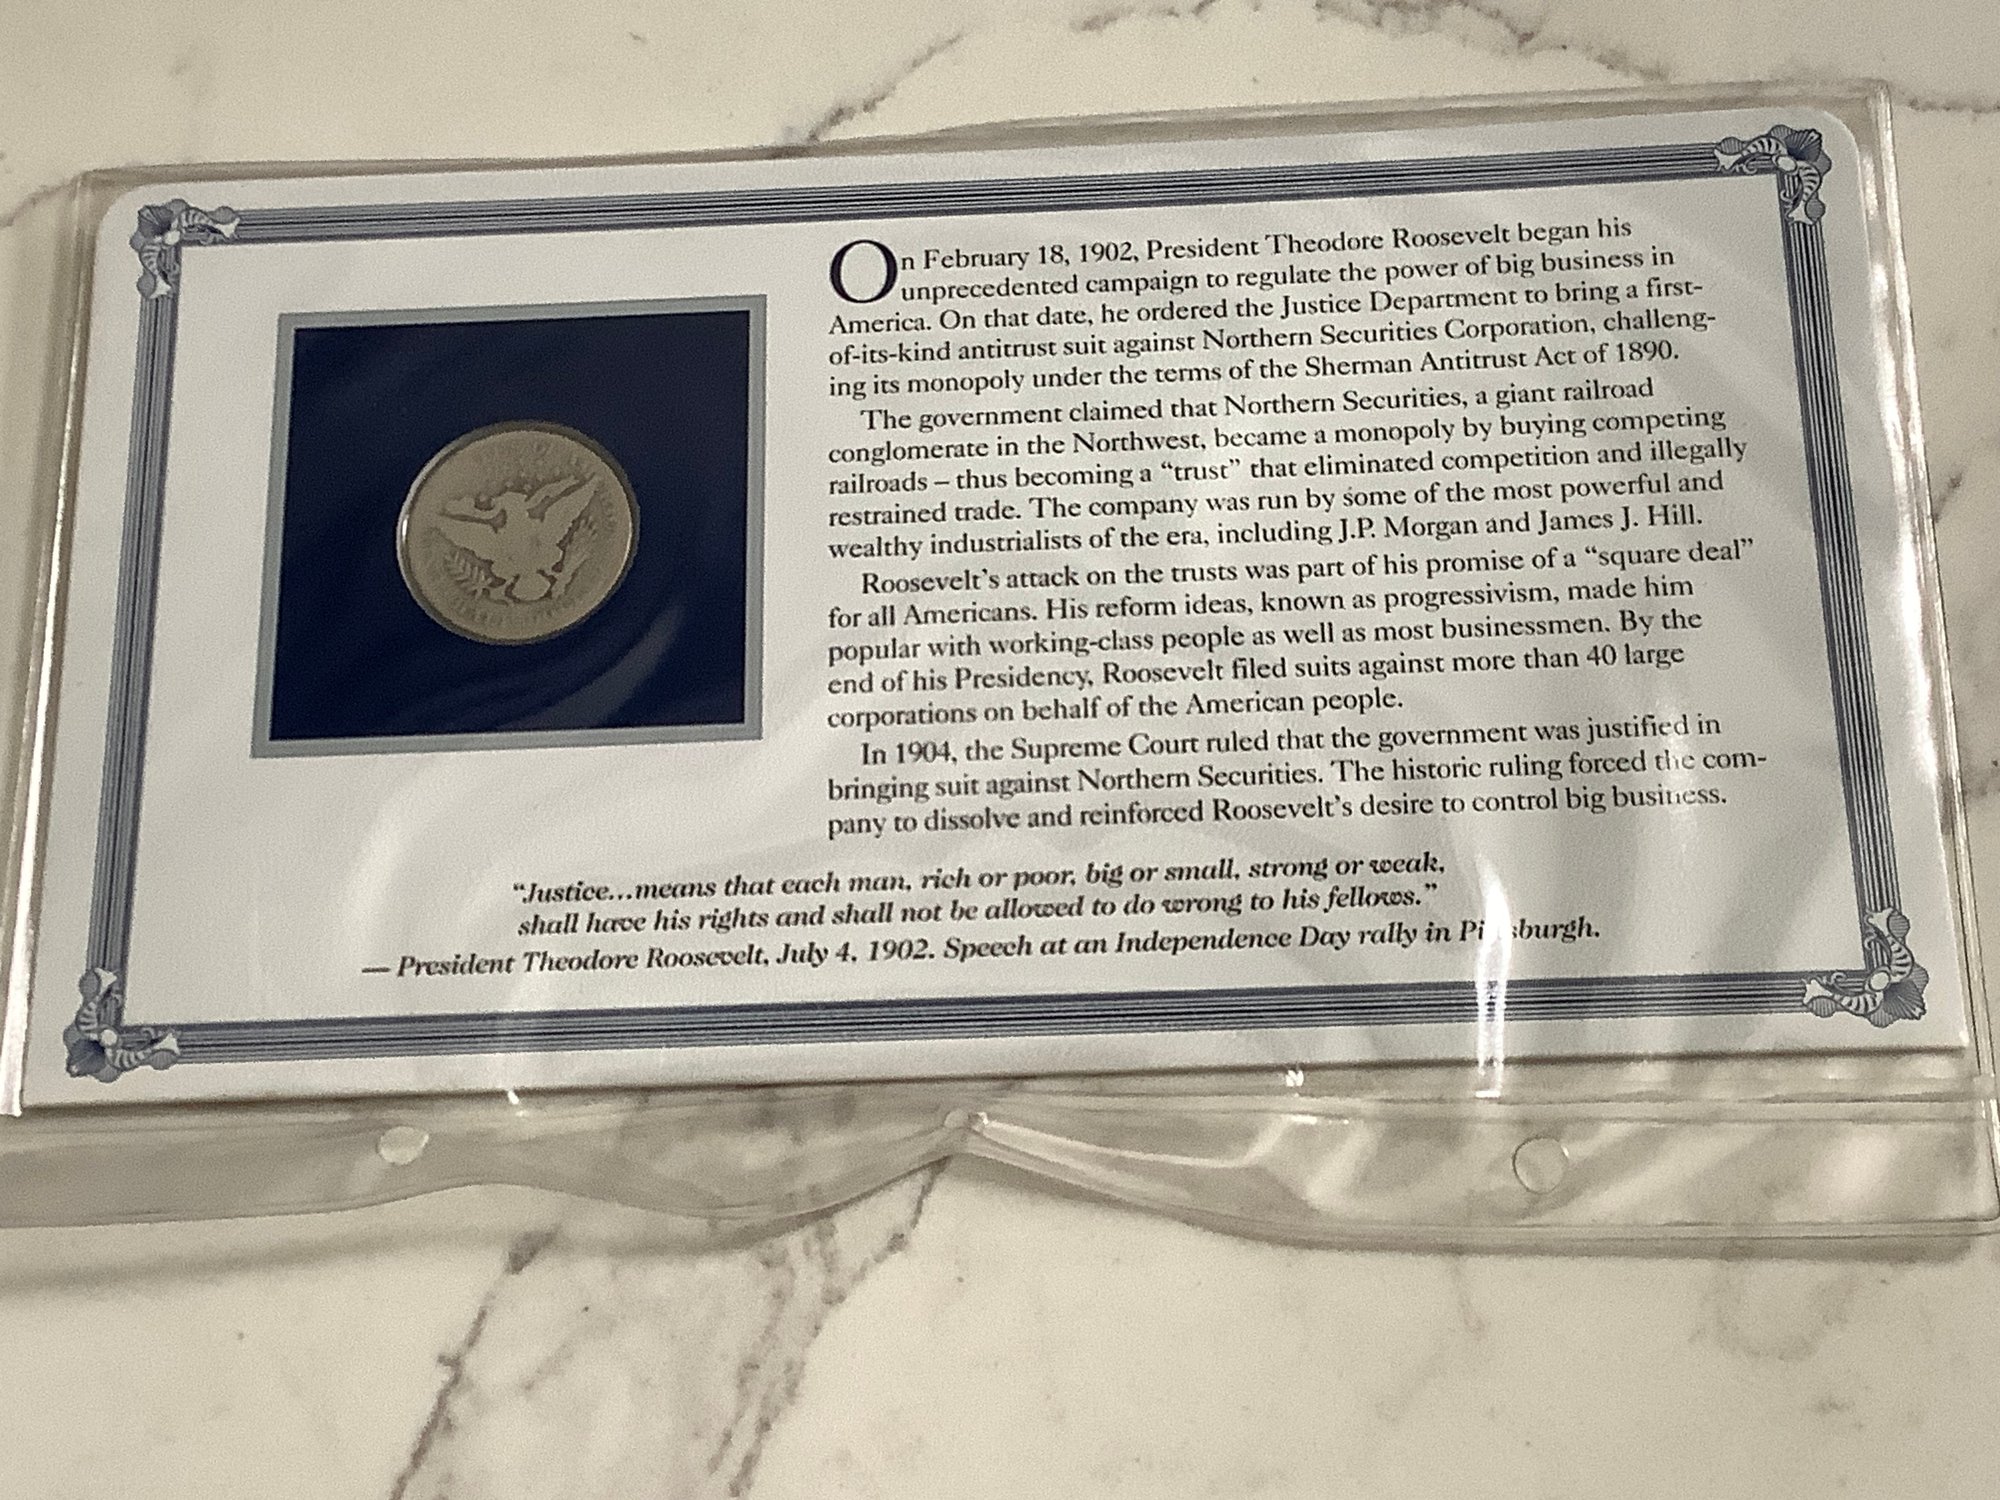 On February 18, 1902, President Theodore Roosevelt began his
unprecedented campaign to regulate the power of big business in
America. On that date, he ordered the Justice Department to bring a first-
of-its-kind antitrust suit against Northern Securities Corporation, challeng-
ing its monopoly under the terms of the Sherman Antitrust Act of 1890.
The government claimed that Northern Securities, a giant railroad
conglomerate in the Northwest, became a monopoly by buying competing
railroads – thus becoming a “trust” that eliminated competition and illegally
restrained trade. The company was run by some of the most powerful and
wealthy industrialists of the era, including J.P. Morgan and James J. Hill.
Roosevelt’s attack on the trusts was part of his promise of a “square deal”
for all Americans. His reform ideas, known as progressivism, made him
popular with working-class people as well as most businessmen. By the
end of his Presidency, Roosevelt filed suits against more than 40 large
corporations on behalf of the American people.
In 1904, the Supreme Court ruled that the government was justified in
bringing suit against Northern Securities. The historic ruling forced the com-
pany to dissolve and reinforced Roosevelt’s desire to control big business.
“Justice...means that each man, rich or poor, big or small, strong or weak,
shall have his rights and shall not be allowed to do wrong to his fellows.”
— President Theodore Roosevelt, July 4, 1902. Speech at an Independence Day rally in Pittsburgh.